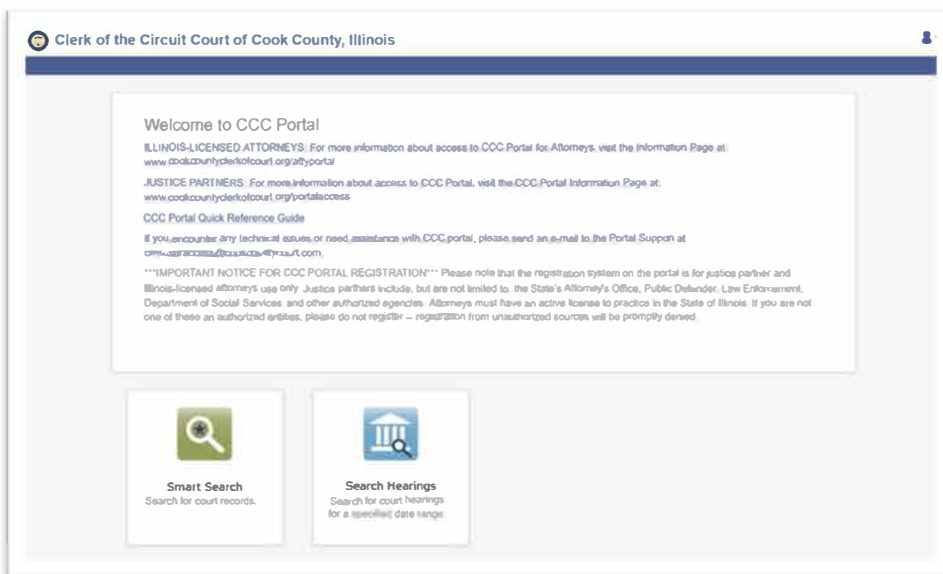 Clerk of the Circuit Court of Cook County, Illinois
Welcome to CCC Portal
ILLINOIS-LICENSED ATTORNEYS: For more information about access to CCC Portal for Attorneys, visit the Information Page at
www.cookcountyclerkofcourt.org/attyportal
JUSTICE PARTNERS: For more information about access to CCC Portal, visit the CCC Portal Information Page at:
www.cookcountyclerkofcourt.org/portalaccess
CCC Portal Quick Reference Guide
If you encounter any technical issues or need assistance with CCC portal, please send an e-mail to the Portal Support at
***IMPORTANT NOTICE FOR CCC PORTAL REGISTRATION*** Please note that the registration system on the portal is for justice partner and
Illinois-licensed attorneys use only. Justice partners include, but are not limited to, the State's Attorney's Office, Public Defender, Law Enforcement,
Department of Social Services, and other authorized agencies. Attorneys must have an active license to practice in the State of Illinois. If you are not
one of these an authorized entities, please do not register – registration from unauthorized sources will be promptly denied
Smart Search
Search for court records.
Search Hearings
Search for court hearings
for a specified date range